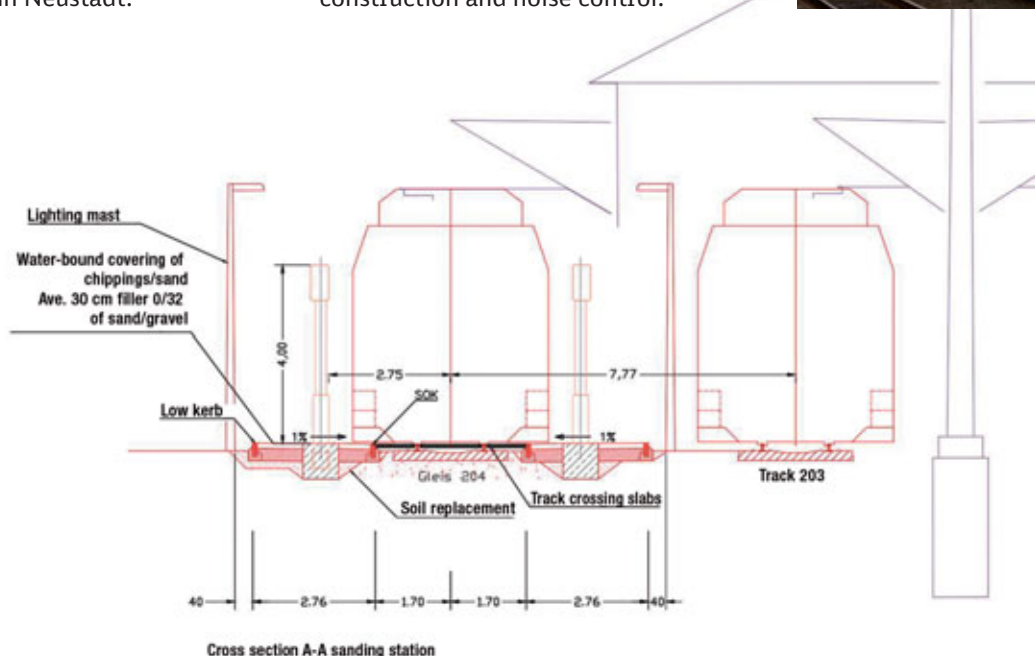 in Neustadt.
construction and noise control.
Lighting mast
Water-bound covering of
chippings/sand
Ave. 30 cm filler 0/32
of sand/gravel
4,00
2.75
7,77
SOK
Low kerb
1%
1%
Gleis 204
Track 203
Track crossing slabs
Soil replacement
40
2.76
1.70
1.70
2.76
40
Cross section A-A sanding station